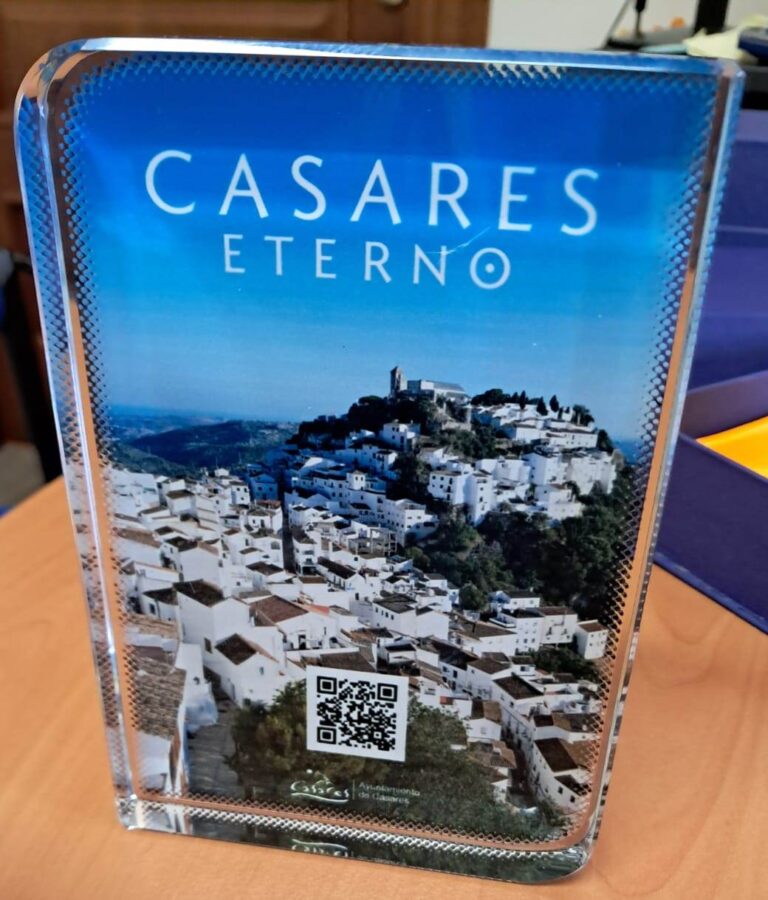 CASARES
ETERNO
Casares
Ayuntamiento
de Casares